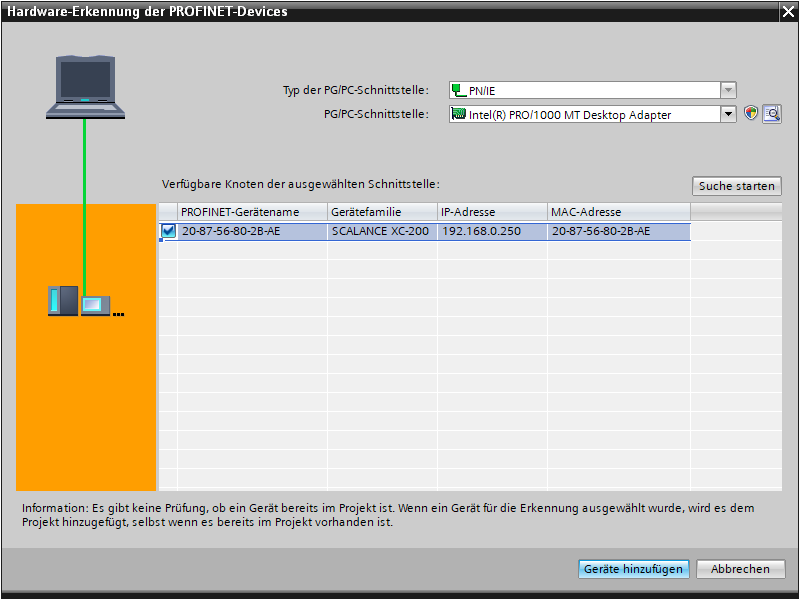 Hardware-Erkennung der PROFINET-Devices
Typ der PG/PC-Schnittstelle: PN/IE
PG/PC-Schnittstelle: Intel(R) PRO/1000 MT Desktop Adapter
Verfügbare Knoten der ausgewählten Schnittstelle:
Suche starten
PROFINET-Gerätename Gerätefamilie IP-Adresse MAC-Adresse
20-87-56-80-2B-AE SCALANCE XC-200 192.168.0.250 20-87-56-80-2B-AE
Information: Es gibt keine Prüfung, ob ein Gerät bereits im Projekt ist. Wenn ein Gerät für die Erkennung ausgewählt wurde, wird es dem
Projekt hinzugefügt, selbst wenn es bereits im Projekt vorhanden ist.
Geräte hinzufügen Abbrechen